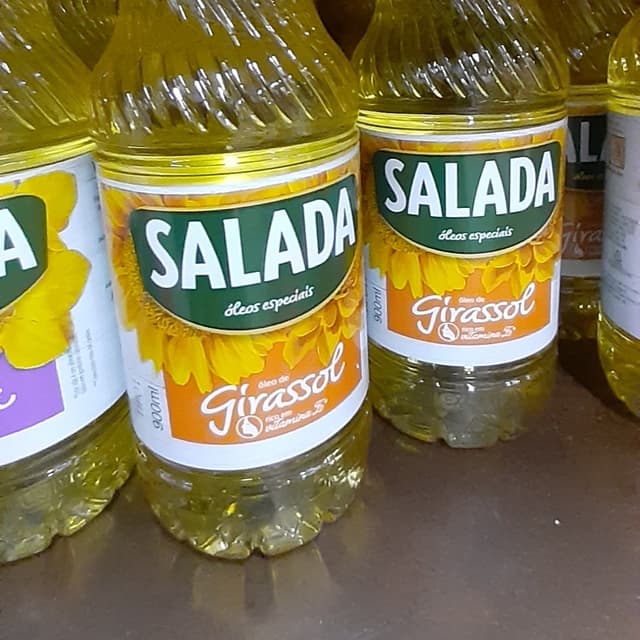 SALADA
óleos especiais
óleo de
Girassol
rico em
vitamina E
900ml
SALADA
óleos especiais
óleo de
Girassol
rico em
vitamina E
900ml
A